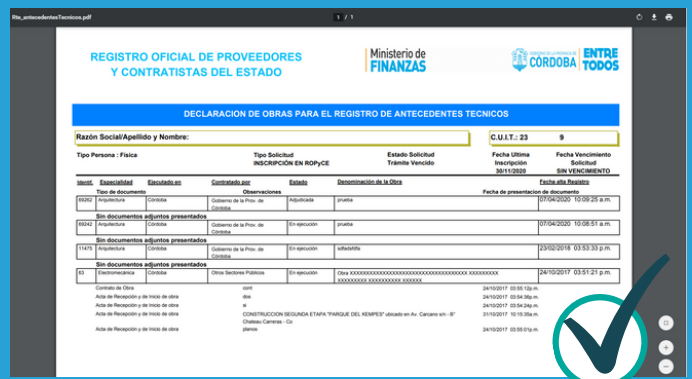 Rte_antecedentesTecnicos.pdf
1 / 1
REGISTRO OFICIAL DE PROVEEDORES
Y CONTRATISTAS DEL ESTADO
Ministerio de
FINANZAS
GOBIERNO DE LA PROVINCIA DE
CÓRDOBA
ENTRE
TODOS
DECLARACION DE OBRAS PARA EL REGISTRO DE ANTECEDENTES TECNICOS
Razón Social/Apellido y Nombre:
C.U.I.T.: 23 9
Tipo Persona : Física
Tipo Solicitud
INSCRIPCIÓN EN ROPyCE
Estado Solicitud
Trámite Vencido
Fecha Ultima
Inscripción
30/11/2020
Fecha Vencimiento
Solicitud
SIN VENCIMIENTO
Identif. Especialidad Ejecutado en Contratado por Estado Denominación de la Obra Fecha alta Registro
Tipo de documento Observaciones Fecha de presentacion de documento
69262 Arquitectura Córdoba Gobierno de la Prov. de Córdoba Adjudicada prueba 07/04/2020 10:09:25 a.m.
Sin documentos adjuntos presentados
69242 Arquitectura Córdoba Gobierno de la Prov. de Córdoba En ejecución prueba 07/04/2020 10:08:51 a.m.
Sin documentos adjuntos presentados
11475 Arquitectura Córdoba Gobierno de la Prov. de Córdoba En ejecución 23/02/2018 03:53:33 p.m.
Sin documentos adjuntos presentados
63 Electromecánica Córdoba Otros Sectores Públicos En ejecución Obra 24/10/2017 03:51:21 p.m.
Contrato de Obra cont 24/10/2017 03:55:12p.m.
Acta de Recepción y de Inicio de obra dos 24/10/2017 03:54:36p.m.
Acta de Recepción y de Inicio de obra si 24/10/2017 03:54:24p.m.
Acta de Recepción y de Inicio de obra CONSTRUCCION SEGUNDA ETAPA "PARQUE DEL KEMPES" ubicado en Av. Carcano s/n - B° 31/10/2017 10:15:35a.m.
Chateau Carreras - Co
Acta de Recepción y de Inicio de obra planos 24/10/2017 03:55:01p.m.